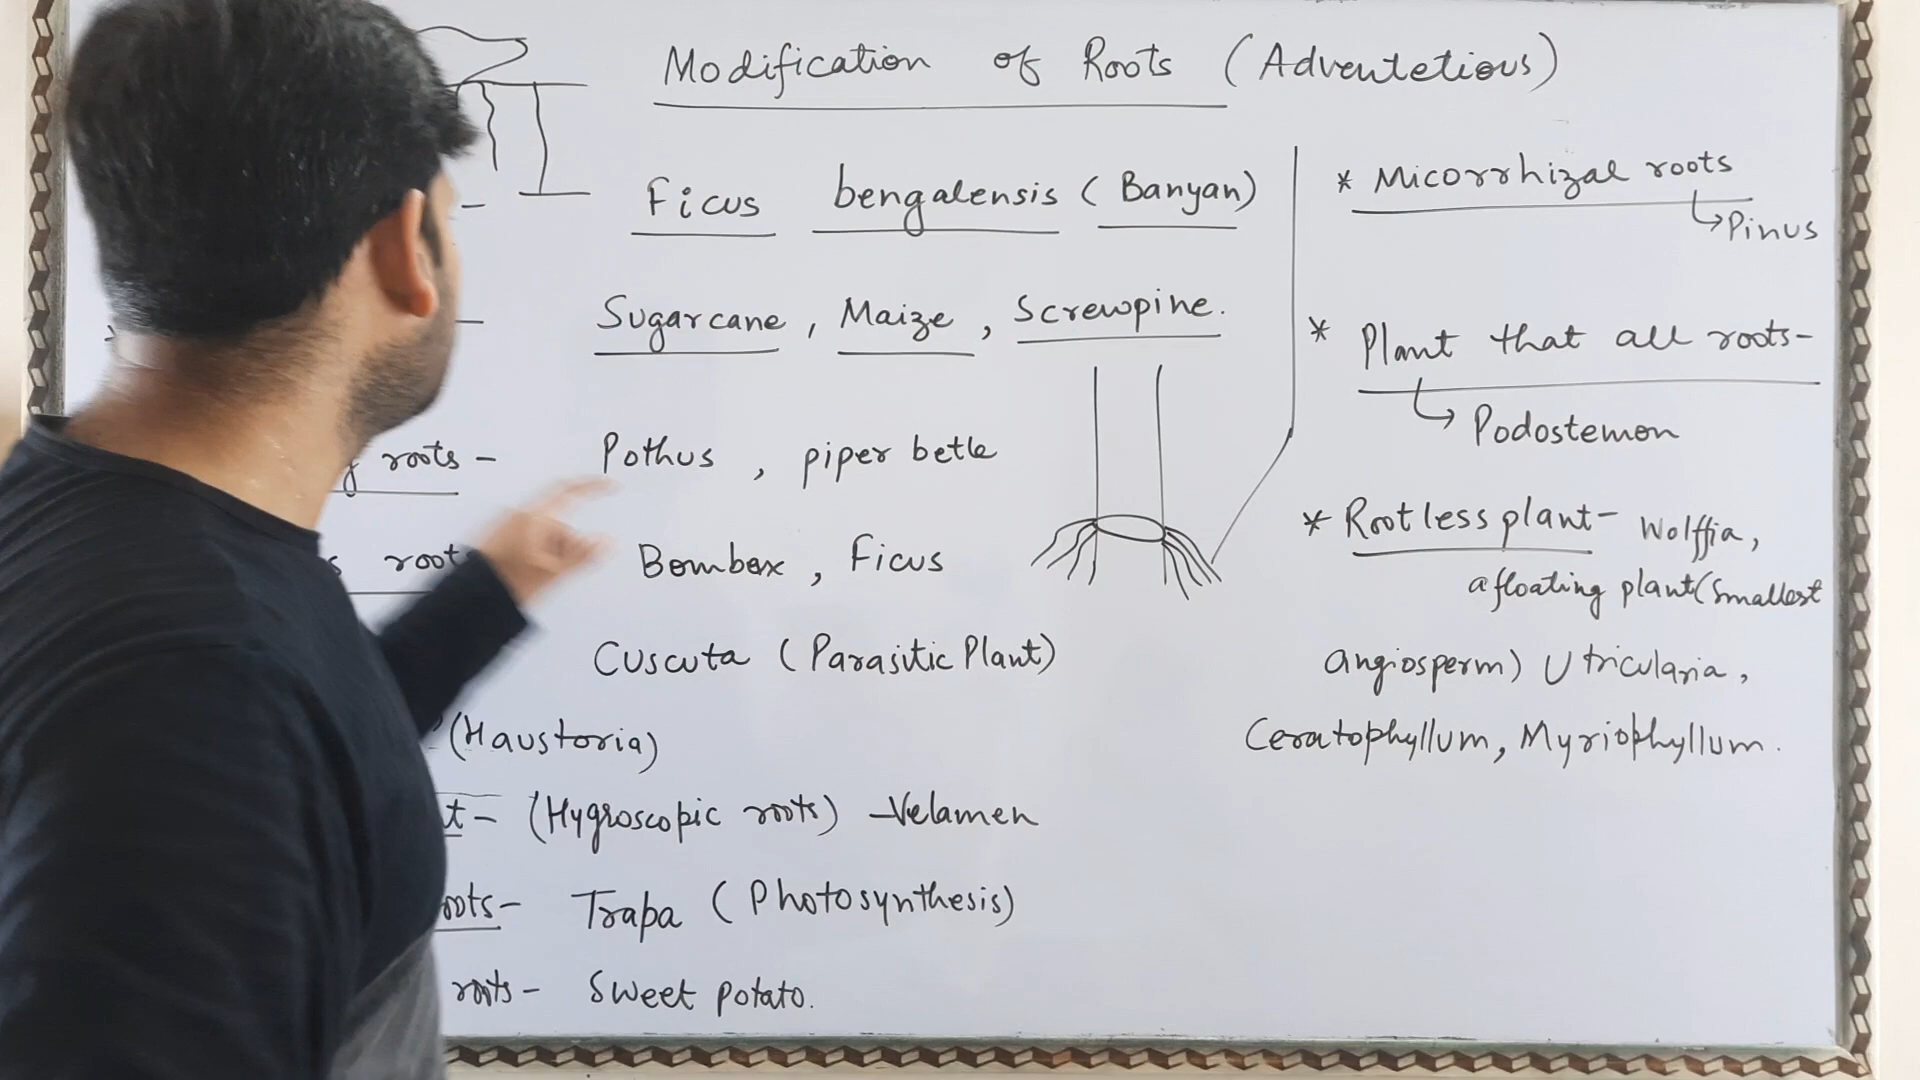 Modification of Roots (Adventetious)
- Ficus bengalensis (Banyan)
- Sugarcane, Maize, Screwpine.
roots - Pothus, piper betle
roots Bombax, Ficus
Cuscuta (Parasitic Plant)
(Haustoria)
t- (Hygroscopic roots) -Velamen
oots- Trapa (Photosynthesis)
roots- Sweet potato.
* Micorrhizal roots
↳Pinus
* Plant that all roots-
↳ Podostemon
* Rootless plant- Wolffia,
a floating plant(Smallest
angiosperm) Utricularia,
Ceratophyllum, Myriophyllum.